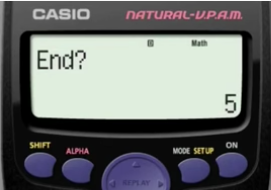 CASIO NATURAL-V.P.A.M.
D Math
End?
5
SHIFT ALPHA MODE SETUP ON
REPLAY